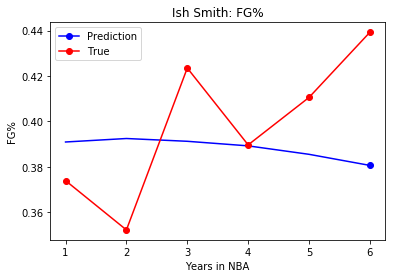 Ish Smith: FG%
Prediction
True
0.44
0.42
0.40
0.38
0.36
FG%
1 2 3 4 5 6
Years in NBA